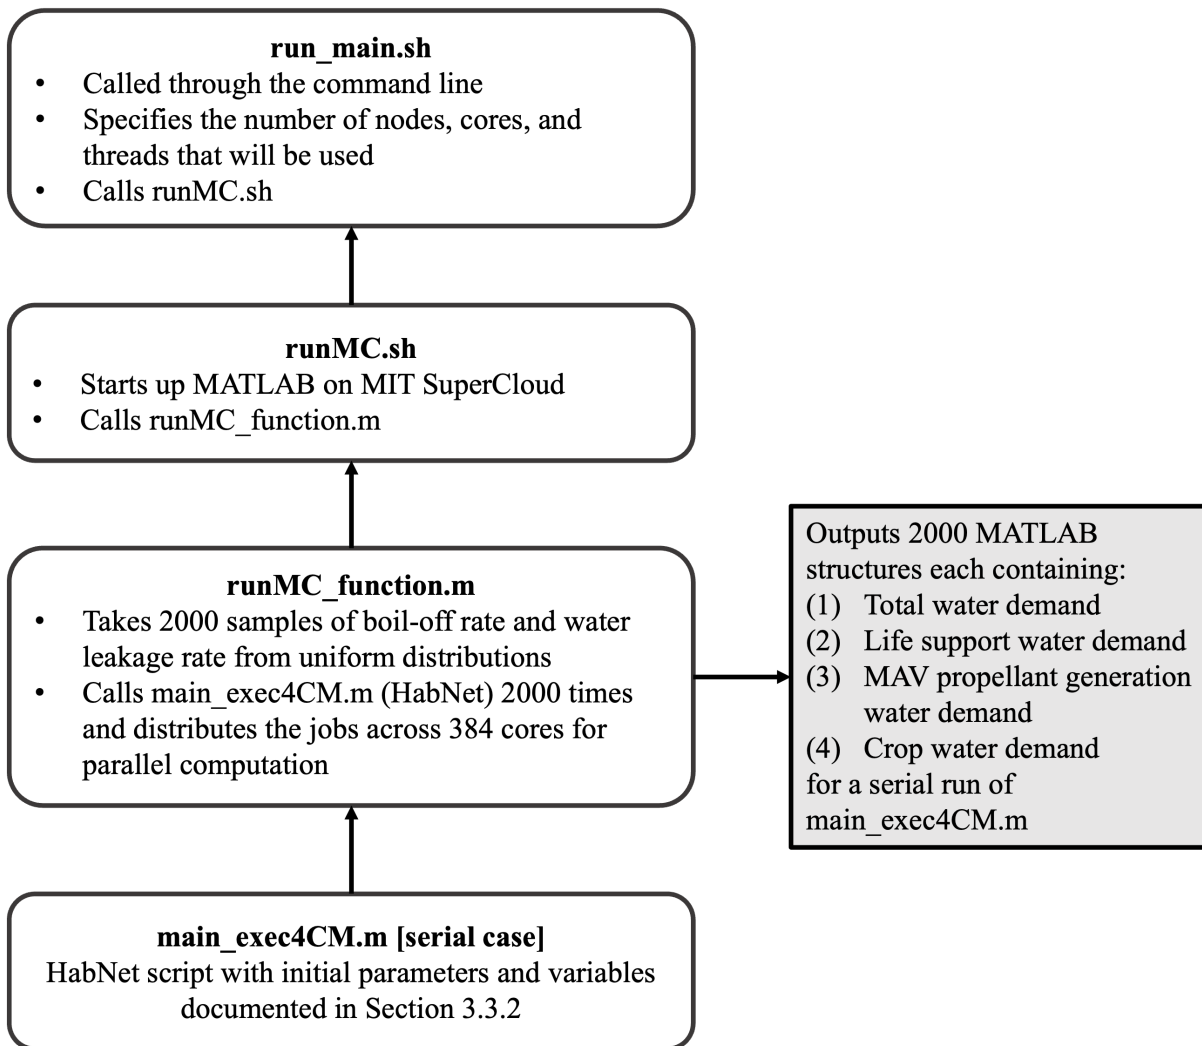 run_main.sh
• Called through the command line
• Specifies the number of nodes, cores, and
threads that will be used
• Calls runMC.sh
runMC.sh
• Starts up MATLAB on MIT SuperCloud
• Calls runMC_function.m
runMC_function.m
• Takes 2000 samples of boil-off rate and water
leakage rate from uniform distributions
• Calls main_exec4CM.m (HabNet) 2000 times
and distributes the jobs across 384 cores for
parallel computation
Outputs 2000 MATLAB
structures each containing:
(1) Total water demand
(2) Life support water demand
(3) MAV propellant generation
water demand
(4) Crop water demand
for a serial run of
main_exec4CM.m
main_exec4CM.m [serial case]
HabNet script with initial parameters and variables
documented in Section 3.3.2